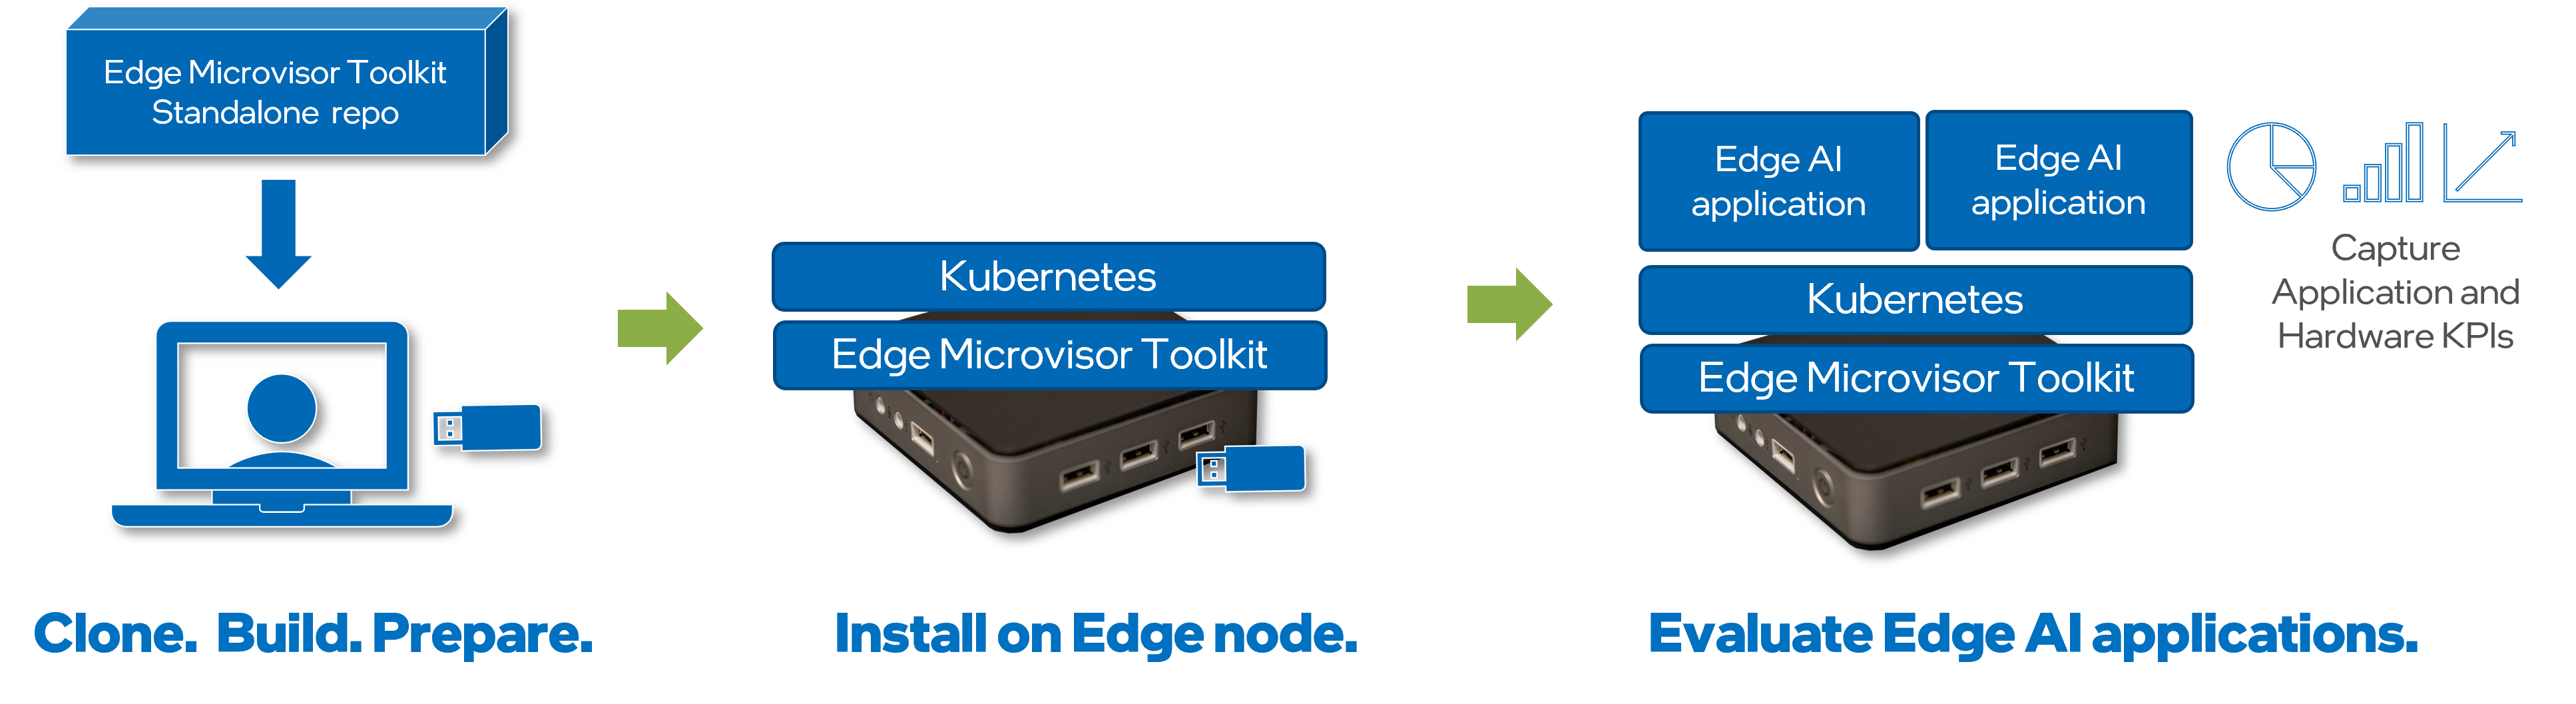 Edge Microvisor Toolkit
Standalone repo
Kubernetes
Edge Microvisor Toolkit
Edge AI
application
Edge AI
application
Kubernetes
Edge Microvisor Toolkit
Capture
Application and
Hardware KPIs
Clone. Build. Prepare.
Install on Edge node.
Evaluate Edge AI applications.